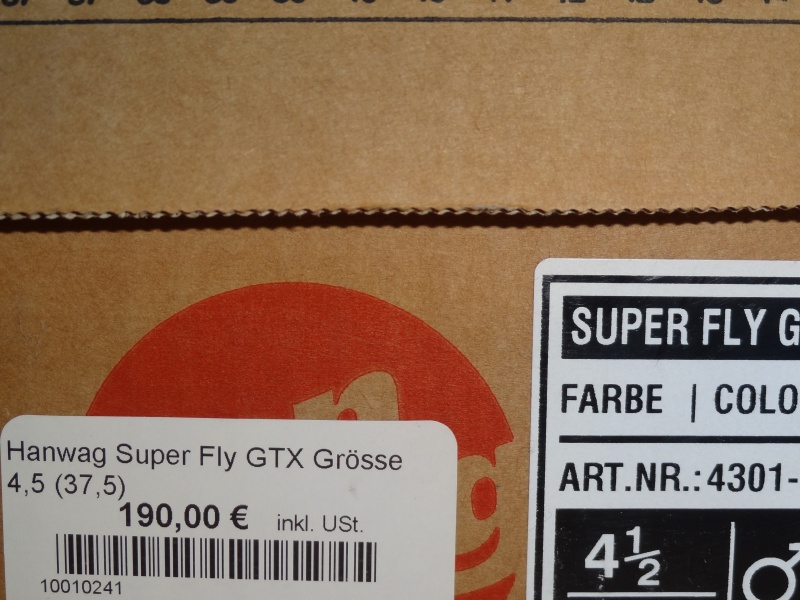 Hanwag Super Fly GTX Grösse
4,5 (37,5)
190,00 € inkl. USt.
10010241
SUPER FLY
FARBE |
ART.NR.: 4301-
4½